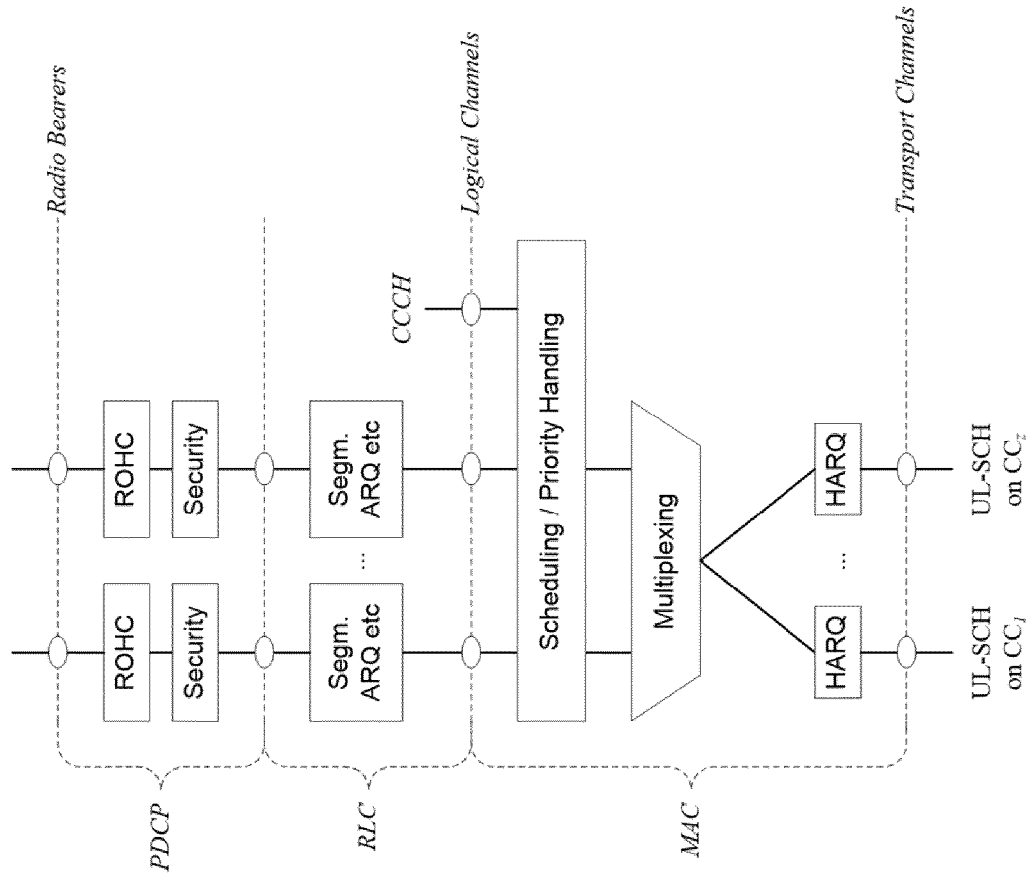 Radio Bearers
ROHC
ROHC
PDCP
Security
Security
Segm.
ARQ etc
...
Segm.
ARQ etc
RLC
CCCH
Logical Channels
Scheduling / Priority Handling
Multiplexing
MAC
HARQ
...
HARQ
Transport Channels
UL-SCH
on CC1
UL-SCH
on CCz